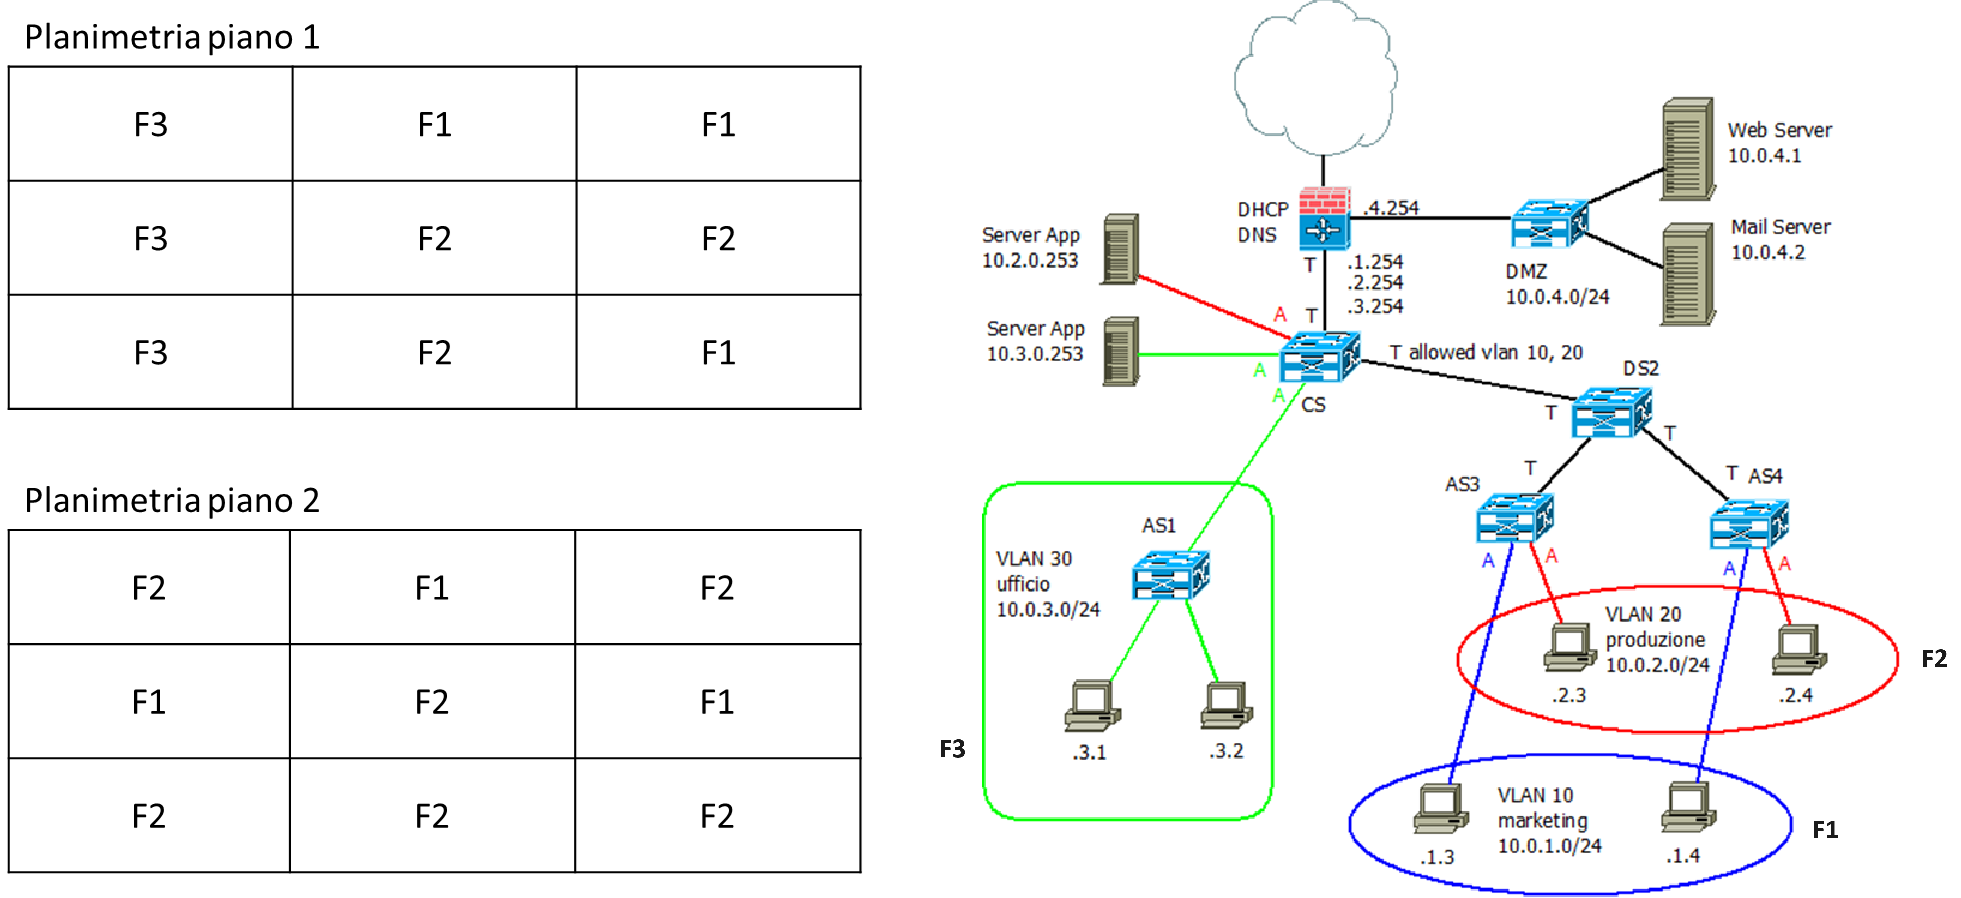 Planimetria piano 1
F3 F1 F1
F3 F2 F2
F3 F2 F1
Planimetria piano 2
F2 F1 F2
F1 F2 F1
F2 F2 F2
Web Server
10.0.4.1
DHCP
DNS
.4.254
Mail Server
10.0.4.2
Server App
10.2.0.253
T
.1.254
.2.254
.3.254
DMZ
10.0.4.0/24
A
T
Server App
10.3.0.253
T allowed vlan 10, 20
A
A
CS
DS2
T
T
T
AS3
T
AS4
AS1
VLAN 30
ufficio
10.0.3.0/24
A
A
A
A
VLAN 20
produzione
10.0.2.0/24
F2
.2.3
.2.4
F3
.3.1
.3.2
VLAN 10
marketing
10.0.1.0/24
F1
.1.3
.1.4